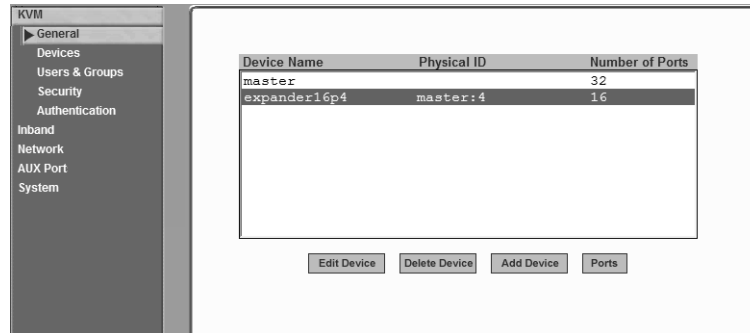 KVM
General
Devices
Users & Groups
Security
Authentication
Inband
Network
AUX Port
System
Device Name Physical ID Number of Ports
master 32
expander16p4 master:4 16
Edit Device Delete Device Add Device Ports